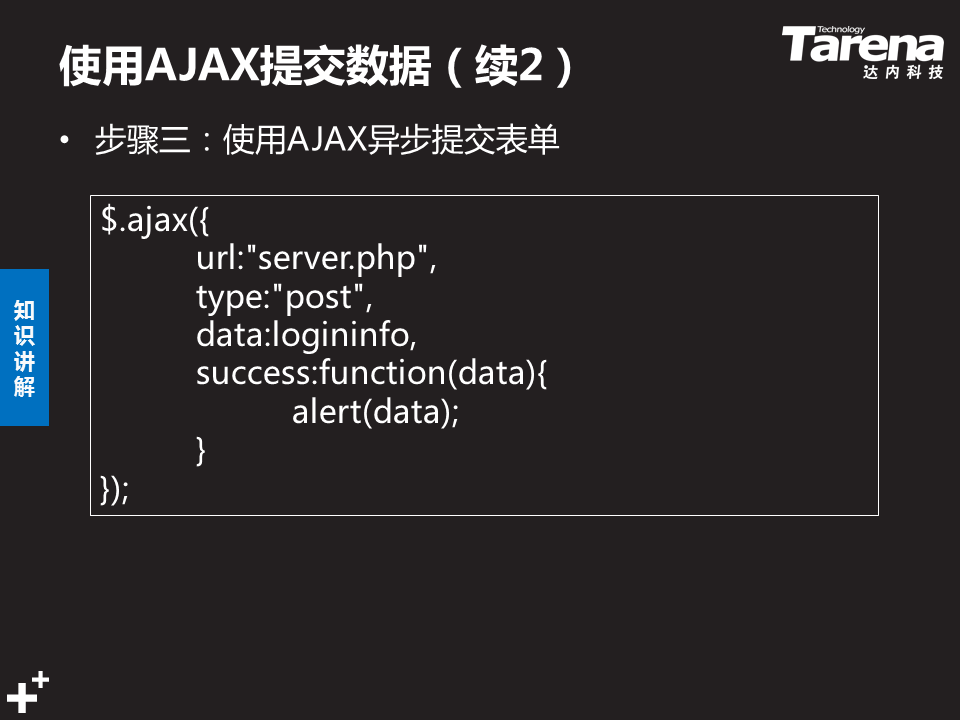 使用AJAX提交数据（续2）
Technology
Tarena
达内科技
• 步骤三：使用AJAX异步提交表单
$.ajax({
url:"server.php",
type:"post",
data:logininfo,
success:function(data){
alert(data);
}
});
知
识
讲
解